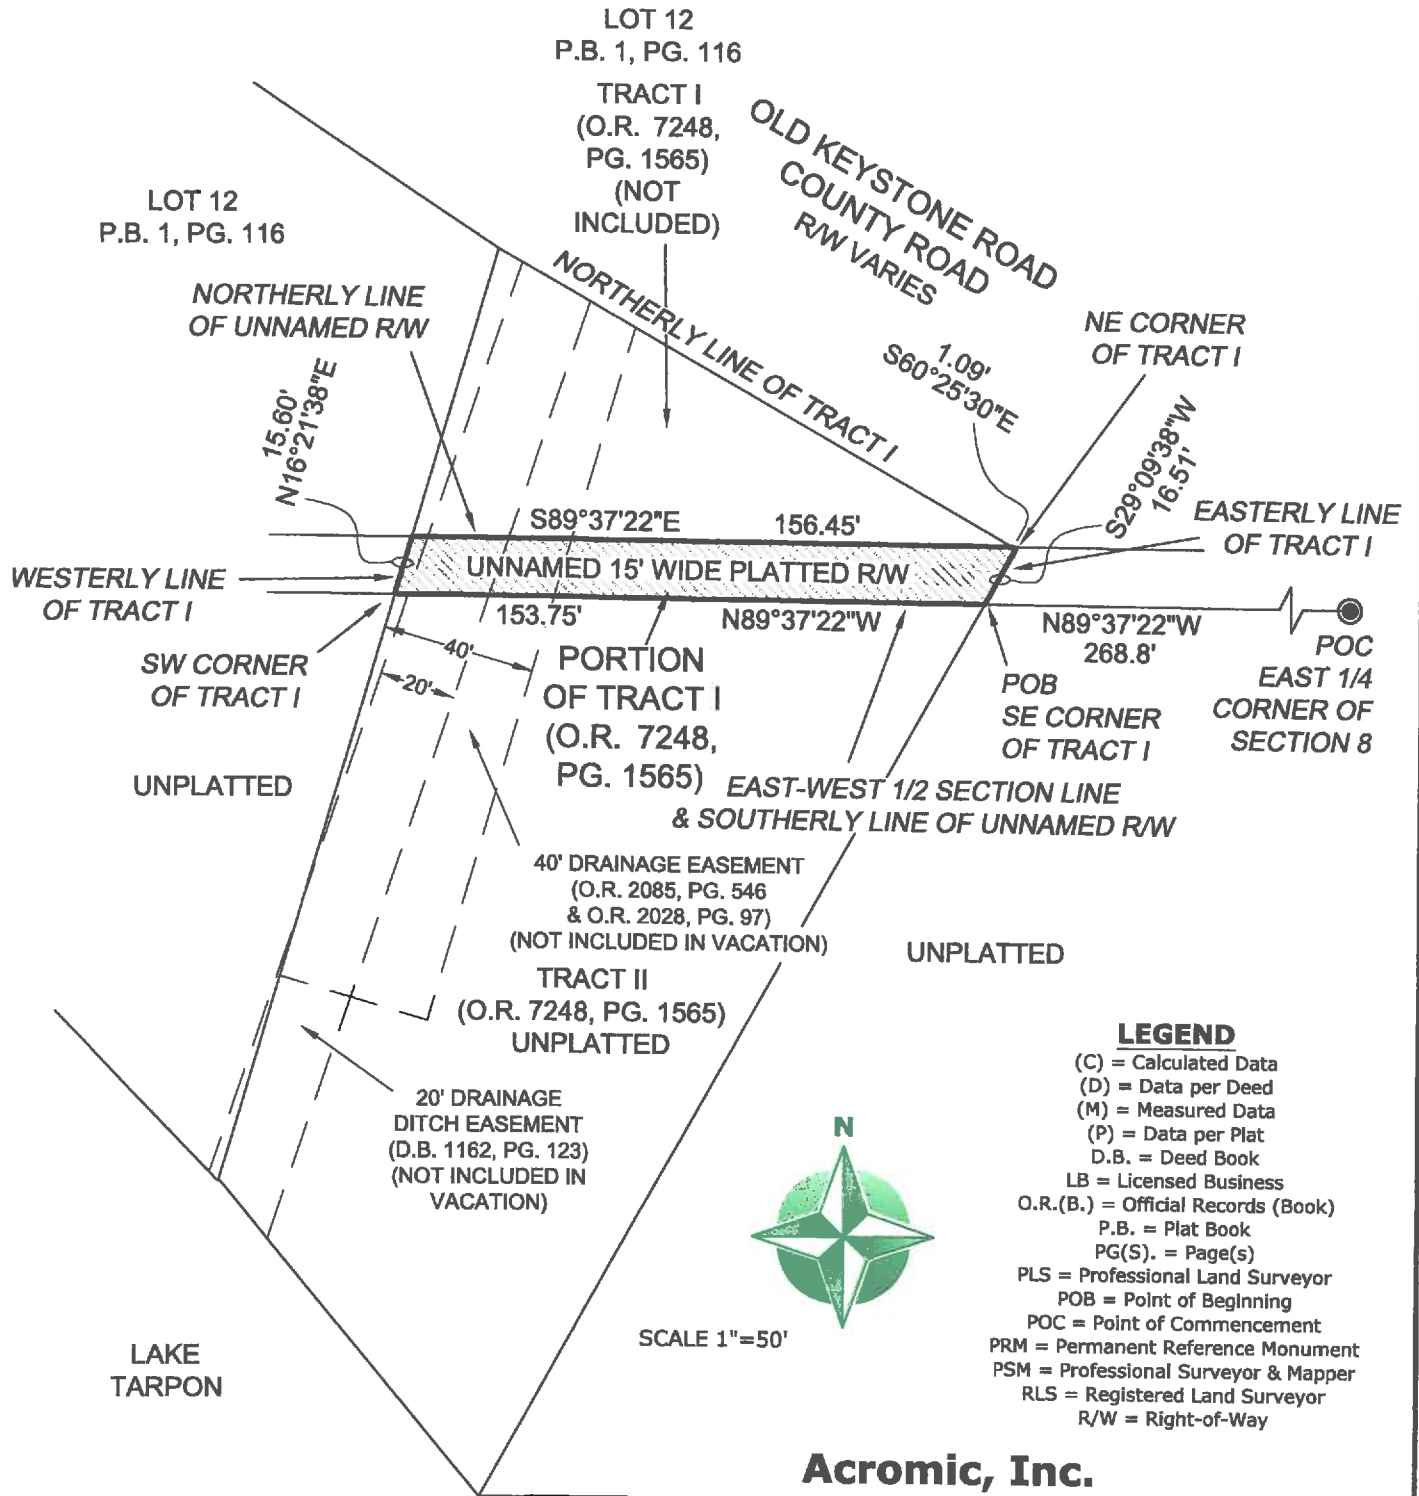 LOT 12
P.B. 1, PG. 116
TRACT I
(O.R. 7248,
PG. 1565)
(NOT
INCLUDED)
OLD KEYSTONE ROAD
COUNTY ROAD
R/W VARIES
LOT 12
P.B. 1, PG. 116
NORTHERLY LINE
OF UNNAMED R/W
NORTHERLY LINE OF TRACT I
1.09'
S60°25'30"E
NE CORNER
OF TRACT I
15.60'
N16°21'38"E
S29°09'38"W
16.51'
S89°37'22"E
156.45'
EASTERLY LINE
OF TRACT I
WESTERLY LINE
OF TRACT I
UNNAMED 15' WIDE PLATTED R/W
153.75'
N89°37'22"W
N89°37'22"W
268.8'
POC
EAST 1/4
CORNER OF
SECTION 8
SW CORNER
OF TRACT I
40'
20'
PORTION
OF TRACT I
(O.R. 7248,
PG. 1565)
POB
SE CORNER
OF TRACT I
UNPLATTED
EAST-WEST 1/2 SECTION LINE
& SOUTHERLY LINE OF UNNAMED R/W
40' DRAINAGE EASEMENT
(O.R. 2085, PG. 546
& O.R. 2028, PG. 97)
(NOT INCLUDED IN VACATION)
UNPLATTED
TRACT II
(O.R. 7248, PG. 1565)
UNPLATTED
20' DRAINAGE
DITCH EASEMENT
(D.B. 1162, PG. 123)
(NOT INCLUDED IN
VACATION)
LEGEND
(C) = Calculated Data
(D) = Data per Deed
(M) = Measured Data
(P) = Data per Plat
D.B. = Deed Book
LB = Licensed Business
O.R.(B.) = Official Records (Book)
P.B. = Plat Book
PG(S). = Page(s)
PLS = Professional Land Surveyor
POB = Point of Beginning
POC = Point of Commencement
PRM = Permanent Reference Monument
PSM = Professional Surveyor & Mapper
RLS = Registered Land Surveyor
R/W = Right-of-Way
N
SCALE 1"=50'
LAKE
TARPON
Acromic, Inc.